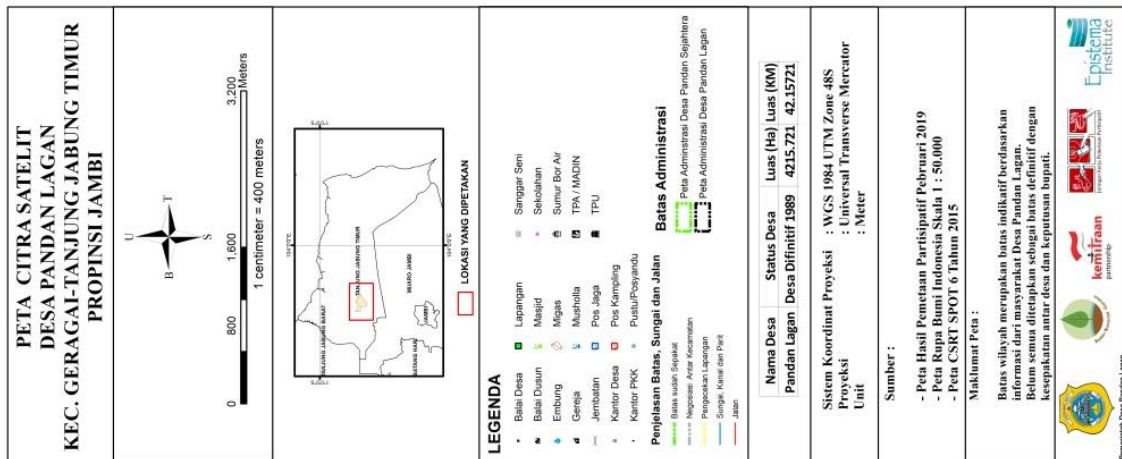 PETA CITRA SATELIT
DESA PANDAN LAGAN
KEC. GERAGAI-TANJUNG JABUNG TIMUR
PROPINSI JAMBI
U
B
T
S
0
800
1,600
3,200
Meters
1 centimeter = 400 meters
TANJUNG JABUNG BARAT
TANJUNG JABUNG TIMUR
MUARO JAMBI
BATANG HARI
JAMBI
LOKASI YANG DIPETAKAN
LEGENDA
Balai Desa
Balai Dusun
Embung
Gereja
Jembatan
Kantor Desa
Kantor PKK
Lapangan
Masjid
Migas
Musholla
Pos Jaga
Pos Kampling
Pustu/Posyandu
Sanggar Seni
Sekolahan
Sumur Bor Air
TPA / MADIN
TPU
Penjelasan Batas, Sungai dan Jalan
Batas sudah Sepakat
Negosiasi Antar Kecamatan
Pengecekan Lapangan
Sungai, Kanal dan Parit
Jalan
Batas Administrasi
Peta Adminstrasi Desa Pandan Sejahtera
Peta Adminstrasi Desa Pandan Lagan
Nama Desa Status Desa Luas (Ha) Luas (KM)
Pandan Lagan Desa Difinitif 1989 4215.721 42.15721
Sistem Koordinat Proyeksi : WGS 1984 UTM Zone 48S
Proyeksi : Universal Transverse Mercator
Unit : Meter
Sumber :
- Peta Hasil Pemetaan Partisipatif Pebruari 2019
- Peta Rupa Bumi Indonesia Skala 1 : 50.000
- Peta CSRT SPOT 6 Tahun 2015
Maklumat Peta :
Batas wilayah merupakan batas indikatif berdasarkan
informasi dari masyarakat Desa Pandan Lagan.
Belum semua ditetapkan sebagai batas definitif dengan
kesepakatan antar desa dan keputusan bupati.
Pemerintah Desa Pandan Lagan
kemitraan
partnership
Epistema
Institute